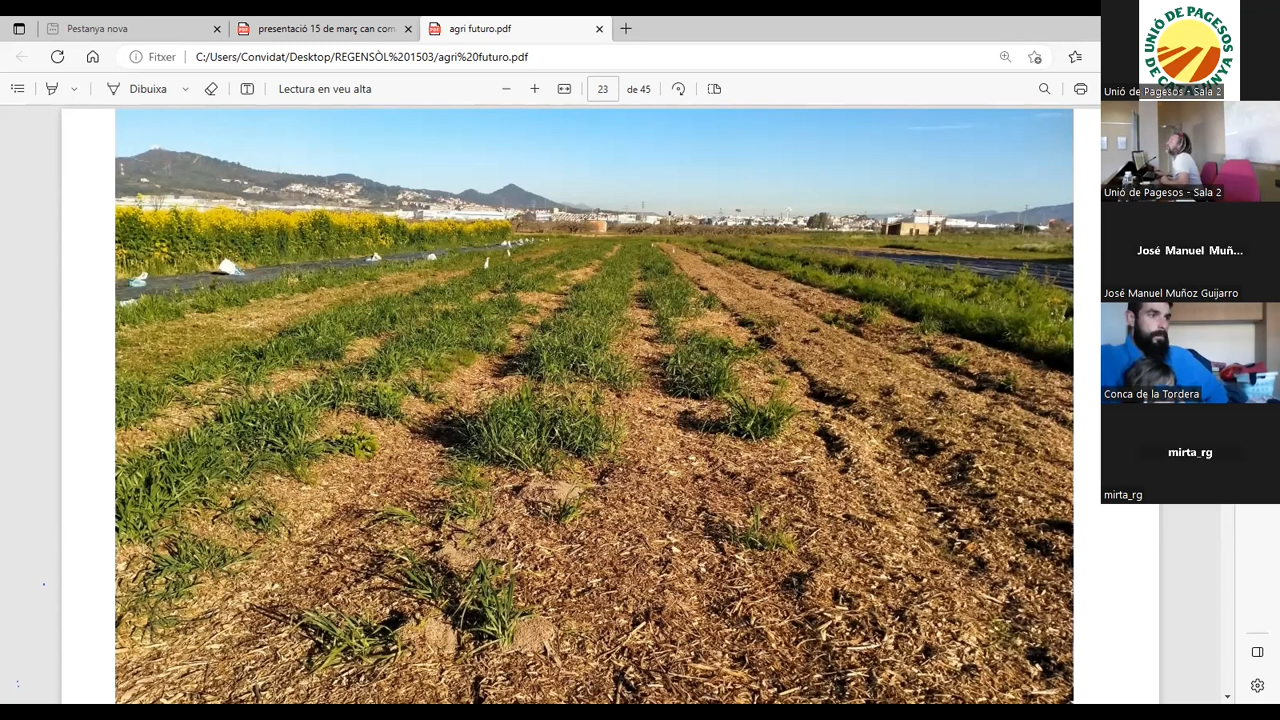 Pestanya nova
presentació 15 de març can com
agri futuro.pdf
Fitxer
C:/Users/Convidat/Desktop/REGENSÒL%201503/agri%20futuro.pdf
Dibuixa
Lectura en veu alta
23
de 45
UNIÓ DE PAGESOS
DE CATALUNYA
Unió de Pagesos - Sala 2
Unió de Pagesos - Sala 2
José Manuel Muñ...
José Manuel Muñoz Guijarro
Conca de la Tordera
mirta_rg
mirta_rg